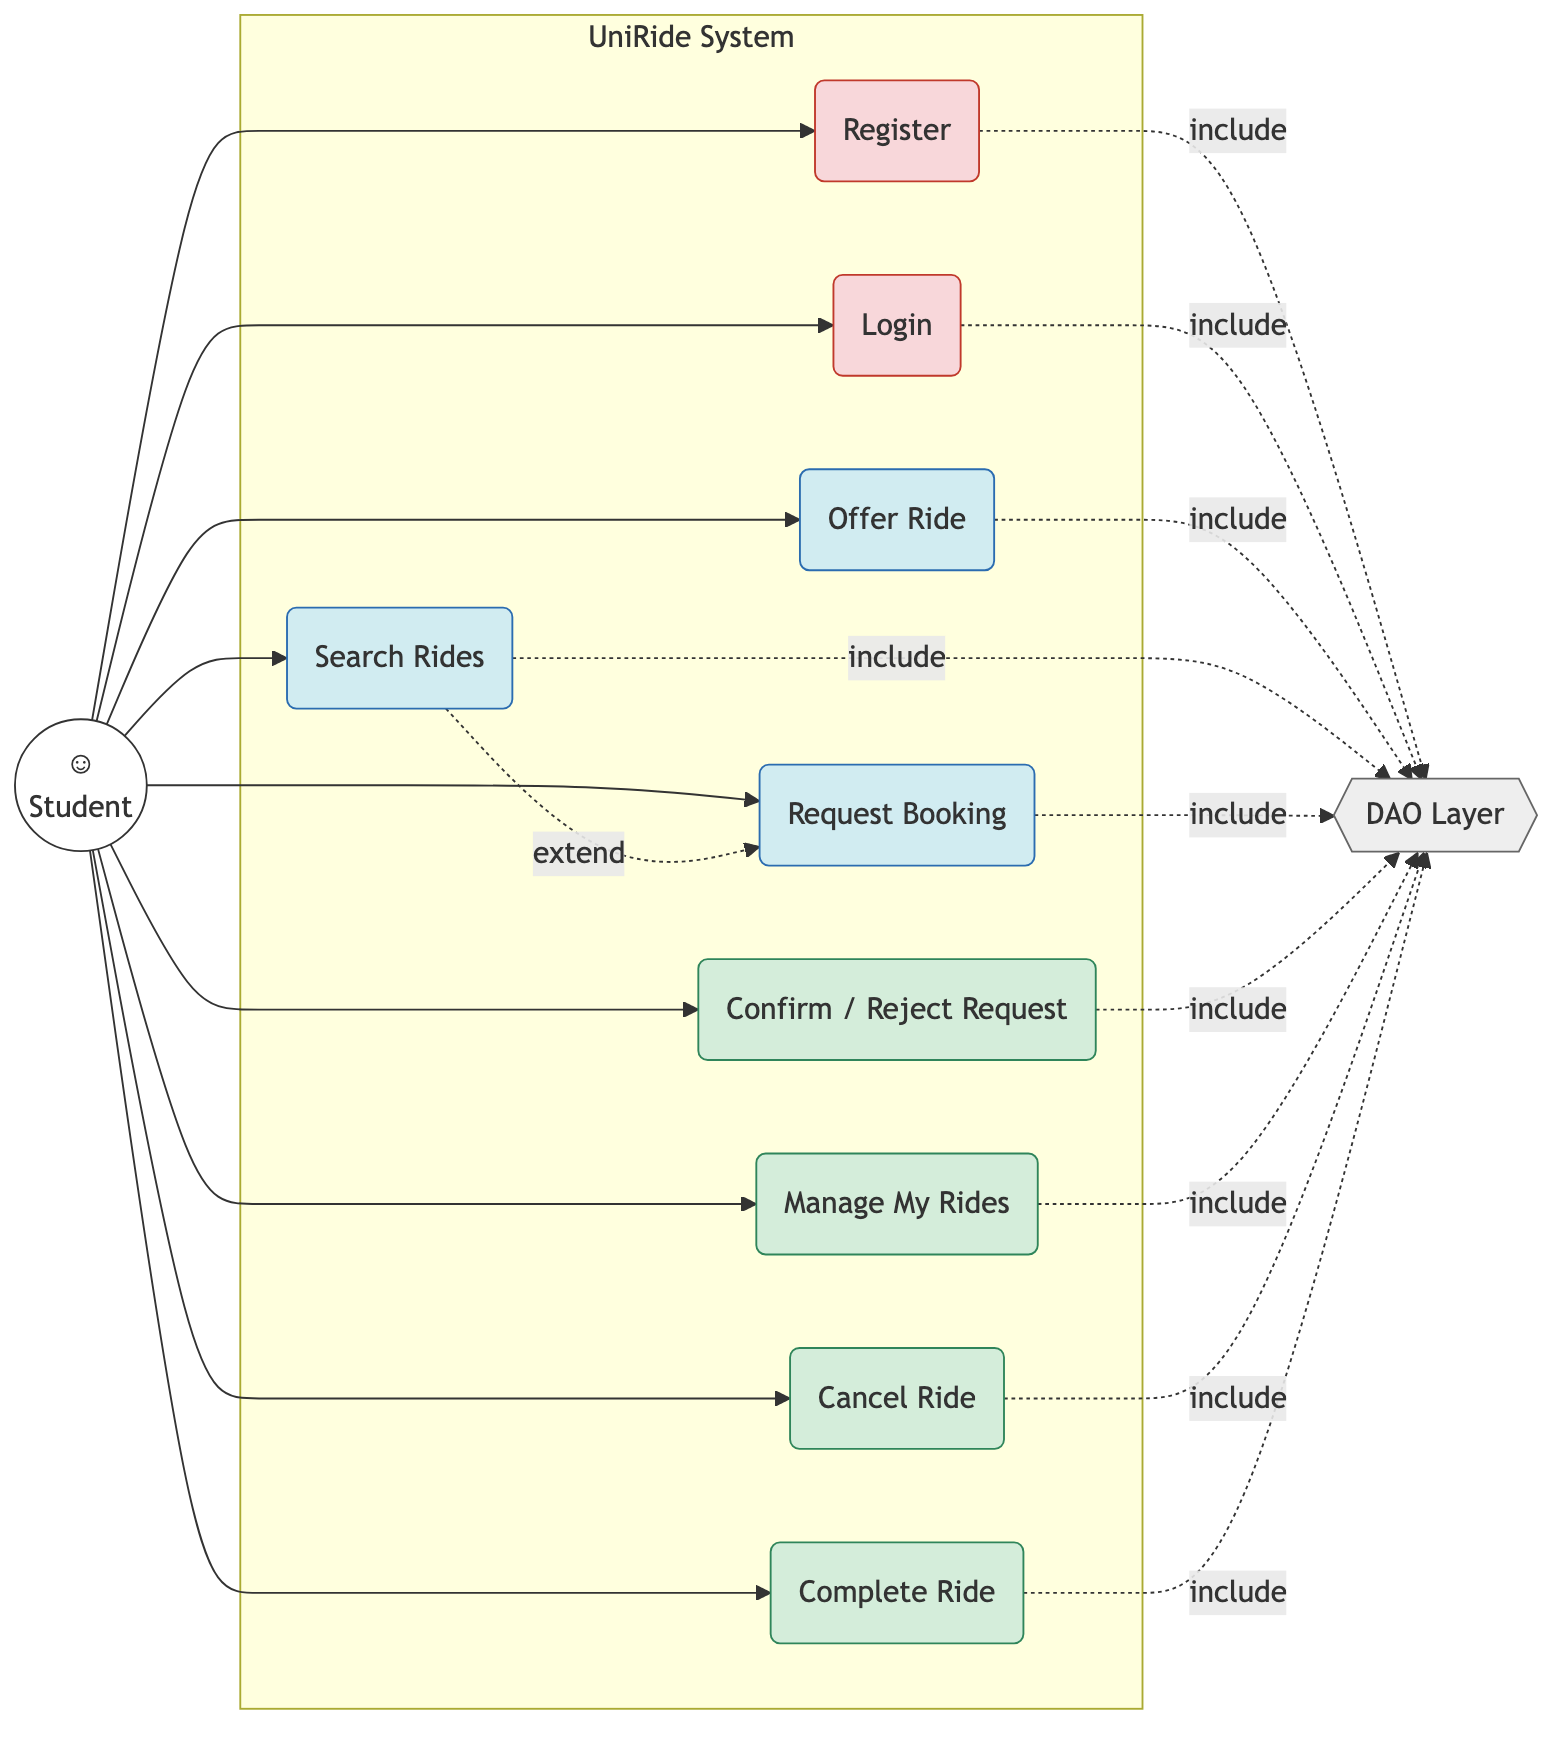 UniRide System
Register
include
Login
include
Offer Ride
include
Search Rides
include
☺
Student
Request Booking
include
DAO Layer
extend
Confirm / Reject Request
include
Manage My Rides
include
Cancel Ride
include
Complete Ride
include